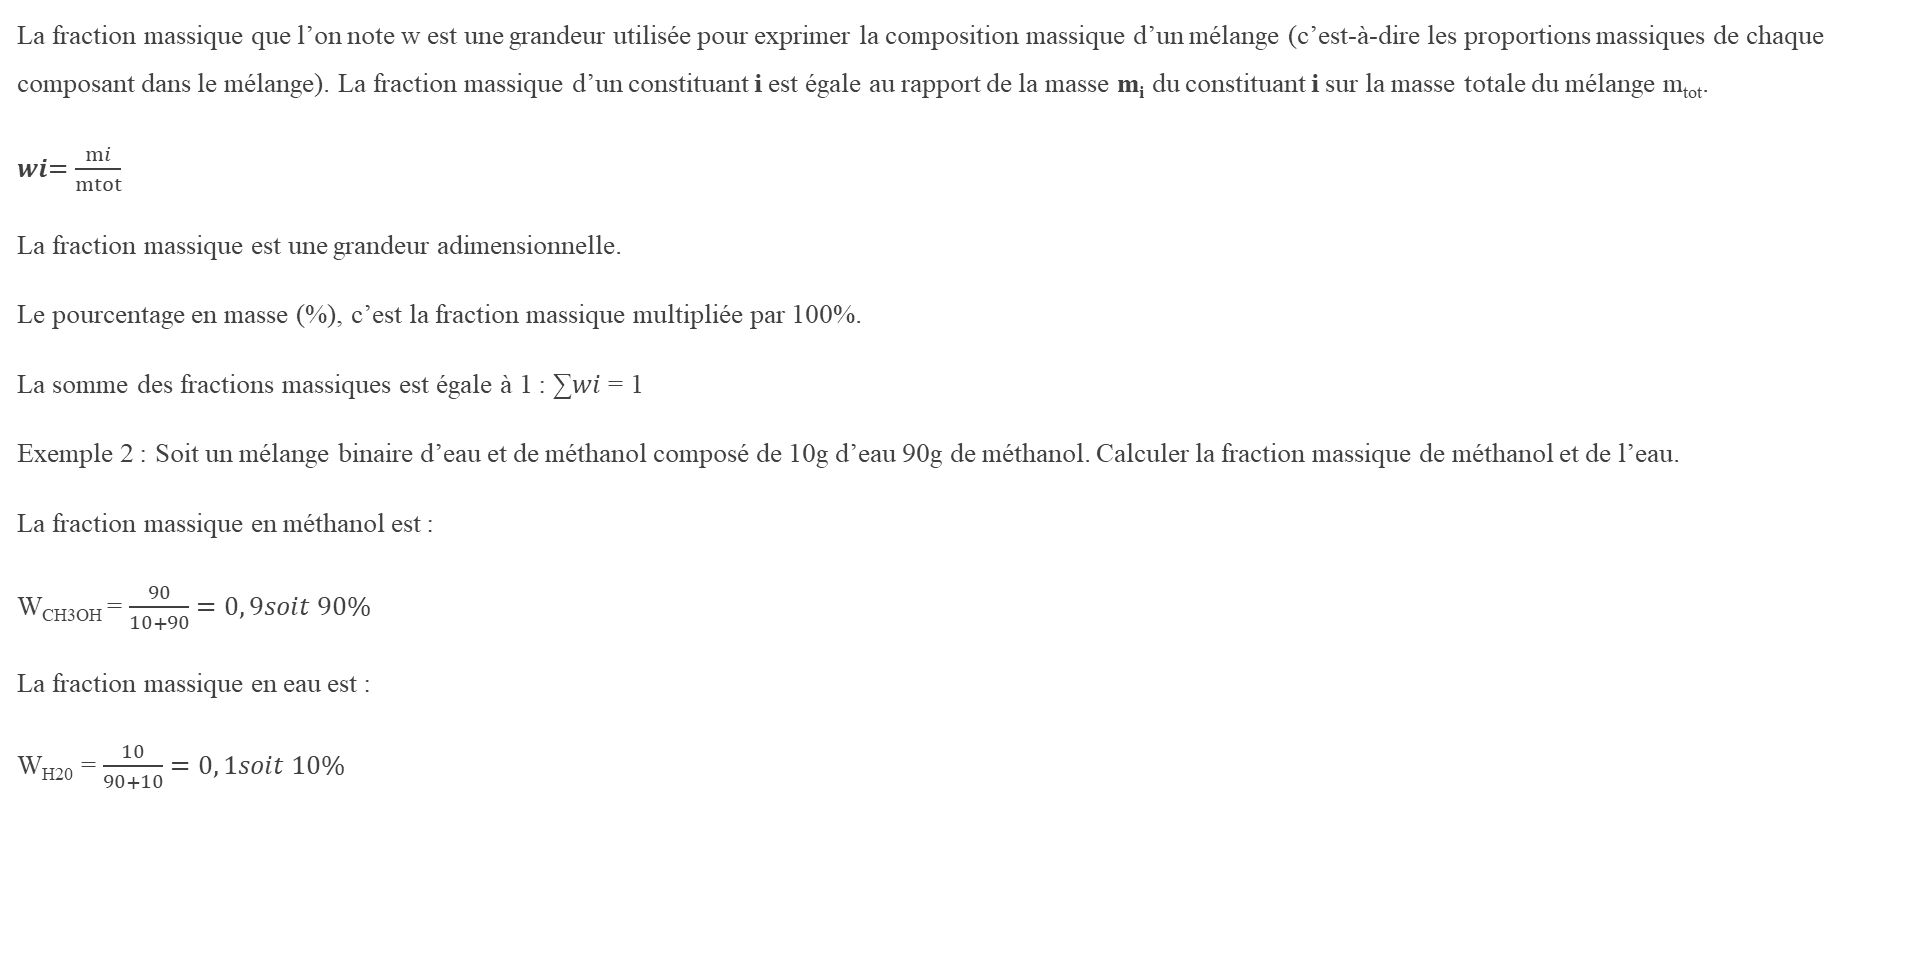 La fraction massique que l’on note w est une grandeur utilisée pour exprimer la composition massique d’un mélange (c’est-à-dire les proportions massiques de chaque
composant dans le mélange). La fraction massique d’un constituant i est égale au rapport de la masse mi du constituant i sur la masse totale du mélange mtot.
wi= mi/mtot
La fraction massique est une grandeur adimensionnelle.
Le pourcentage en masse (%), c’est la fraction massique multipliée par 100%.
La somme des fractions massiques est égale à 1 : ∑wi = 1
Exemple 2 : Soit un mélange binaire d’eau et de méthanol composé de 10g d’eau 90g de méthanol. Calculer la fraction massique de méthanol et de l’eau.
La fraction massique en méthanol est :
WCH3OH = 90/10+90 = 0,9soit 90%
La fraction massique en eau est :
WH20 = 10/90+10 = 0,1soit 10%